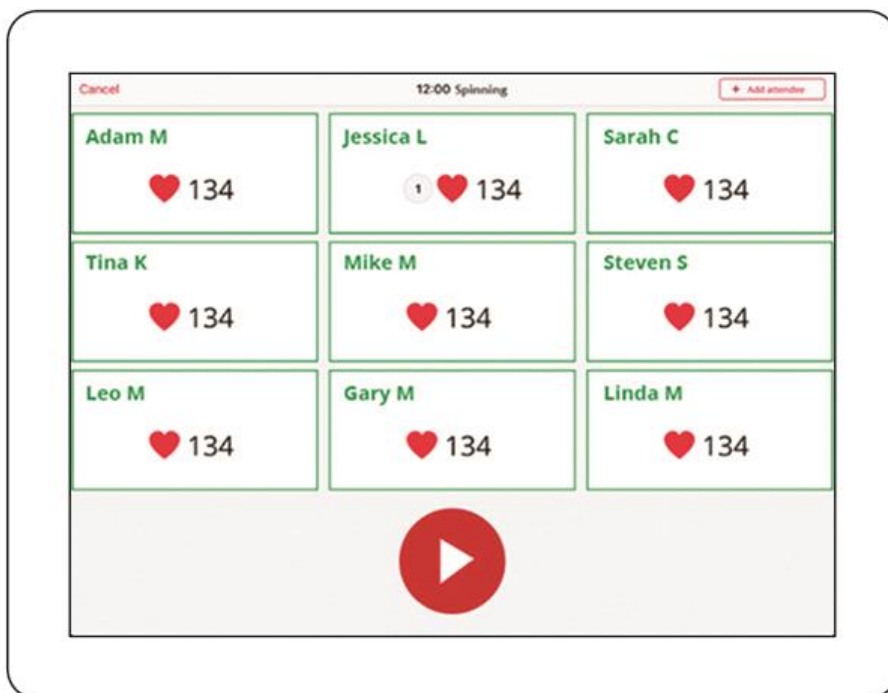 Cancel
12:00 Spinning
+ Add attendee
Adam M
Jessica L
Sarah C
134
1 134
134
Tina K
Mike M
Steven S
134
134
134
Leo M
Gary M
Linda M
134
134
134